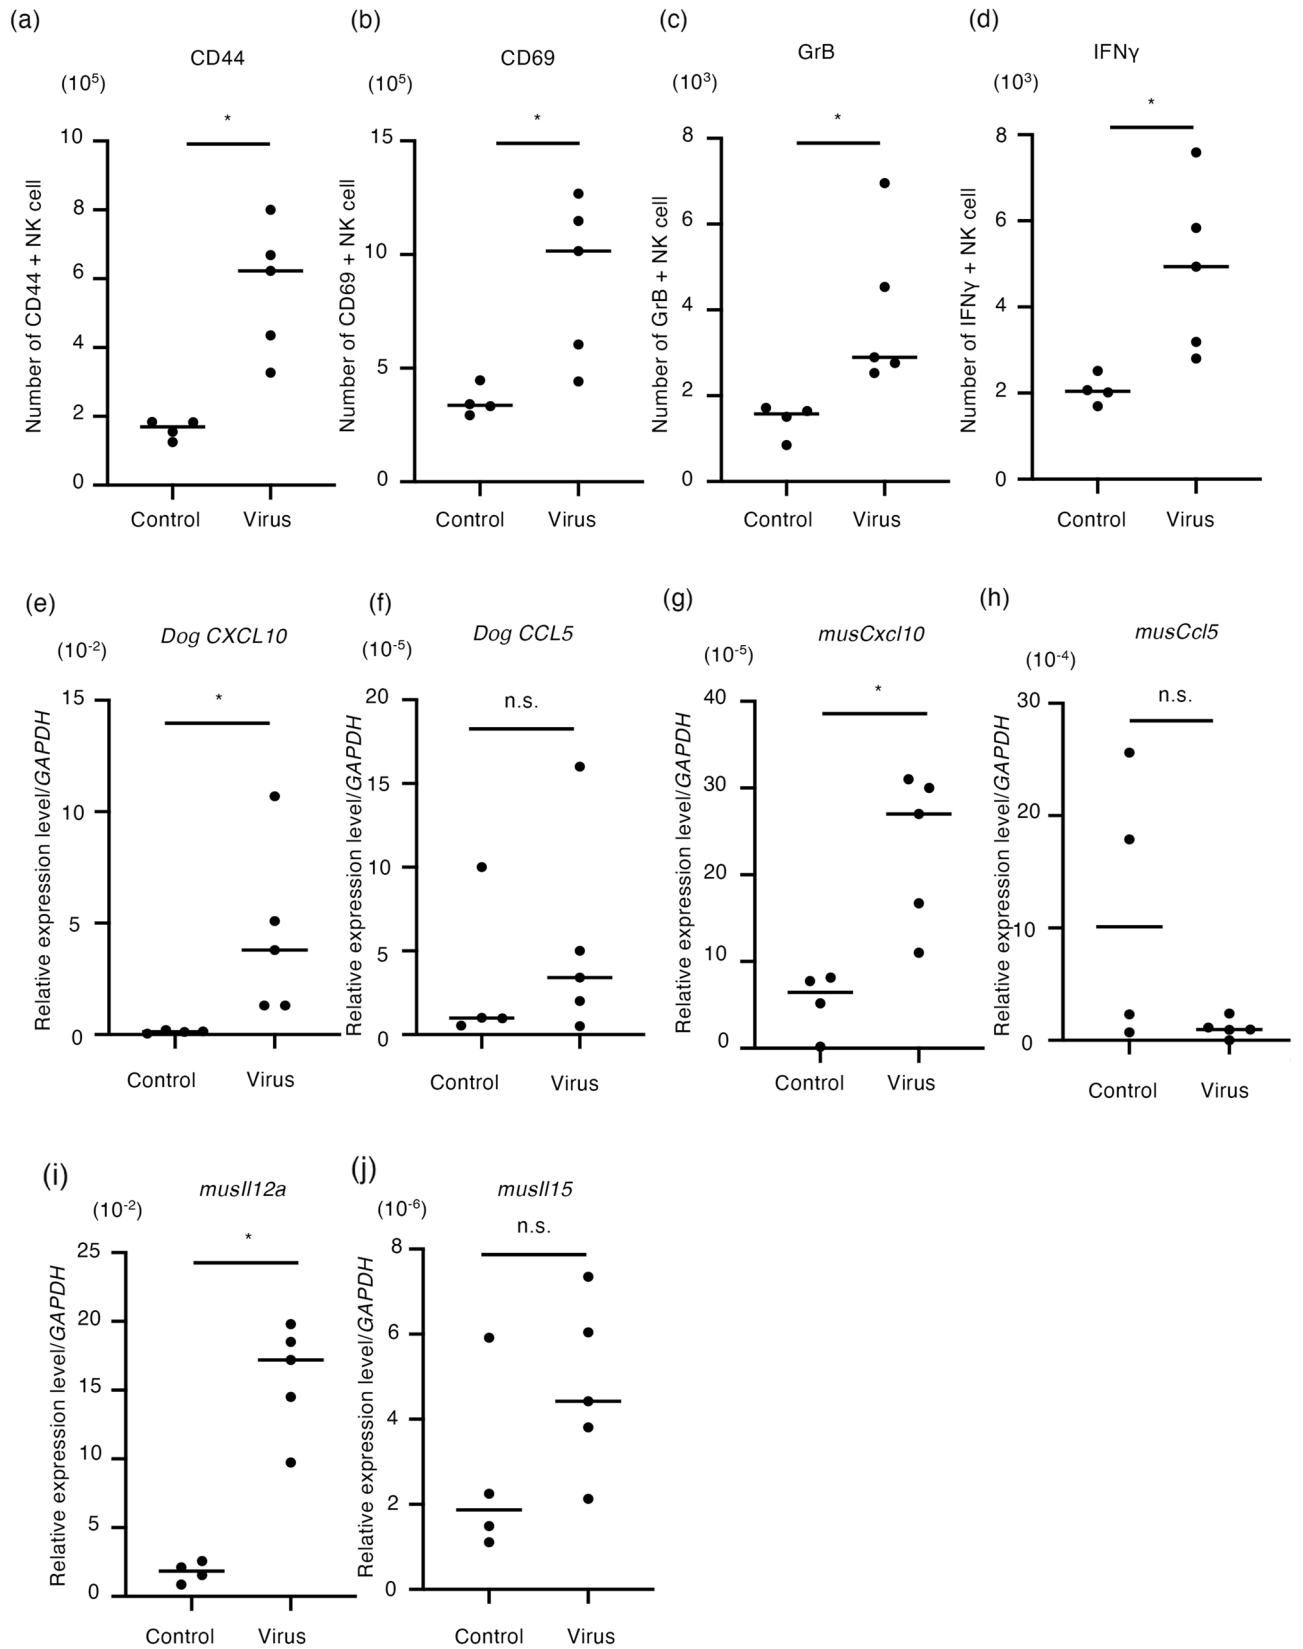 (a)
CD44
(10⁵)
*
Number of CD44 + NK cell
10
8
6
4
2
0
Control
Virus
(b)
CD69
(10⁵)
*
Number of CD69 + NK cell
15
10
5
0
Control
Virus
(c)
GrB
(10³)
*
Number of GrB + NK cell
8
6
4
2
0
Control
Virus
(d)
IFNγ
(10³)
*
Number of IFNγ + NK cell
8
6
4
2
0
Control
Virus
(e)
Dog CXCL10
(10⁻²)
*
Relative expression level/GAPDH
15
10
5
0
Control
Virus
(f)
Dog CCL5
(10⁻⁵)
n.s.
Relative expression level/GAPDH
20
15
10
5
0
Control
Virus
(g)
musCxcl10
(10⁻⁵)
*
Relative expression level/GAPDH
40
30
20
10
0
Control
Virus
(h)
musCcl5
(10⁻⁴)
n.s.
Relative expression level/GAPDH
30
20
10
0
Control
Virus
(i)
musIl12a
(10⁻²)
*
Relative expression level/GAPDH
25
20
15
10
5
0
Control
Virus
(j)
musIl15
(10⁻⁶)
n.s.
Relative expression level/GAPDH
8
6
4
2
0
Control
Virus